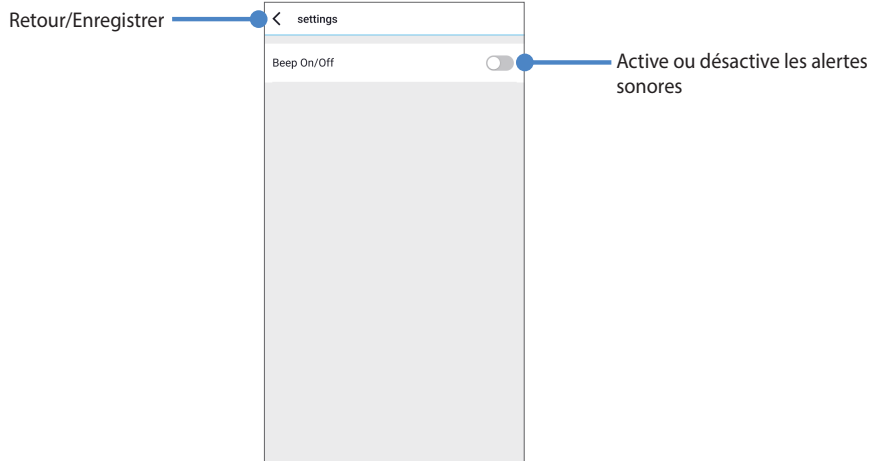 Retour/Enregistrer
settings
Beep On/Off
Active ou désactive les alertes
sonores